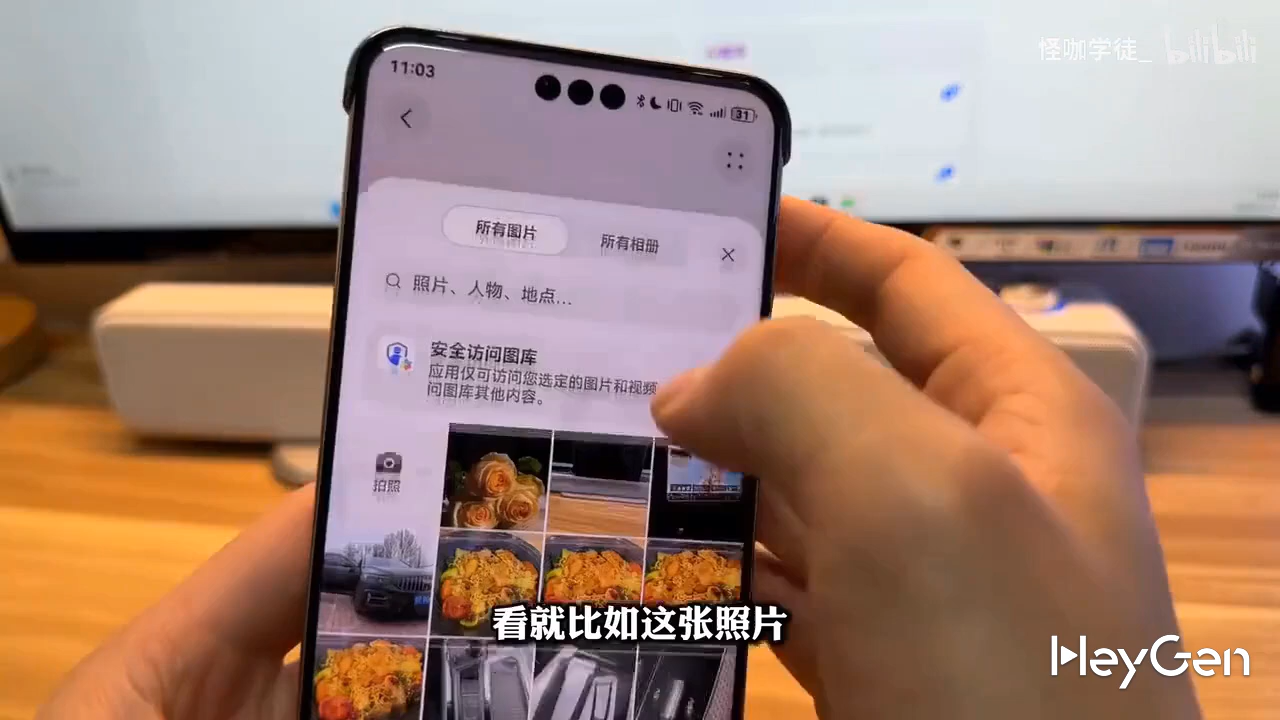 怪咖学徒_ bilibili
11:03
31
所有图片 所有相册
照片、人物、地点...
安全访问图库
应用仅可访问您选定的图片和视频
问图库其他内容。
拍照
看就比如这张照片
HeyGen